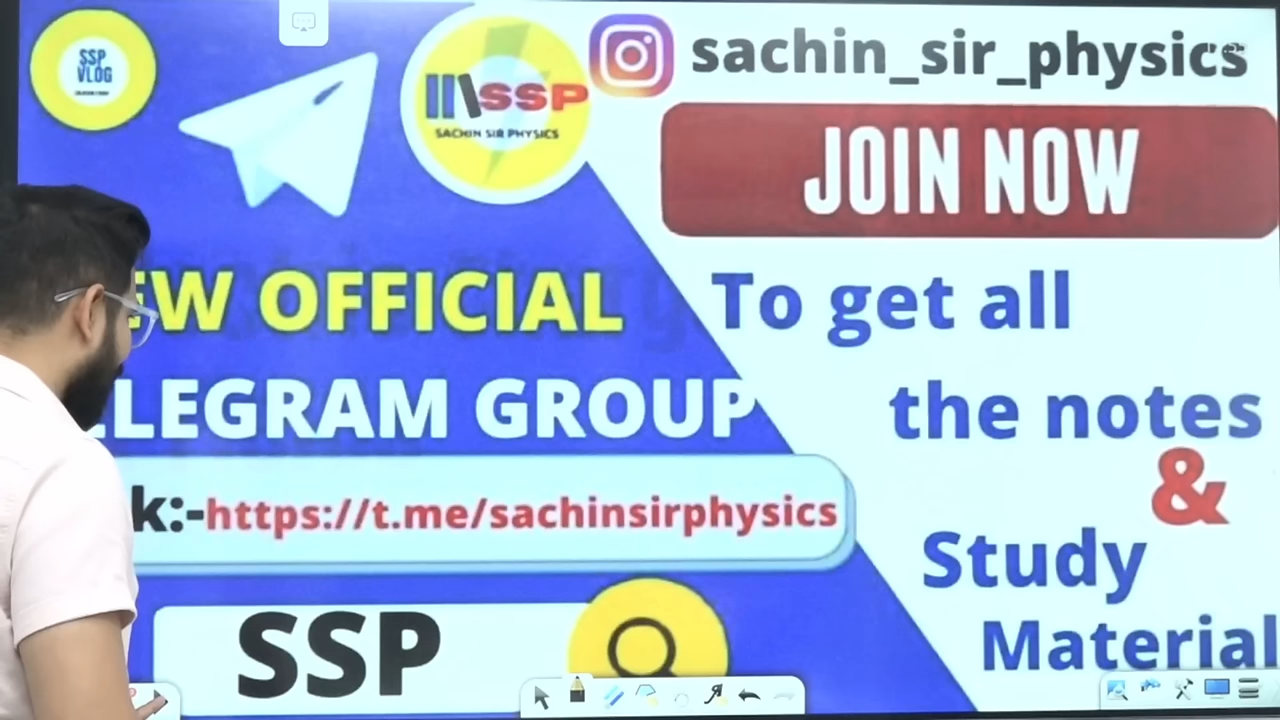 SSP
VLOG
SSP
SACHIN SIR PHYSICS
sachin_sir_physics
JOIN NOW
EW OFFICIAL
LEGRAM GROUP
k:-https://t.me/sachinsirphysics
SSP
To get all
the notes
&
Study
Material